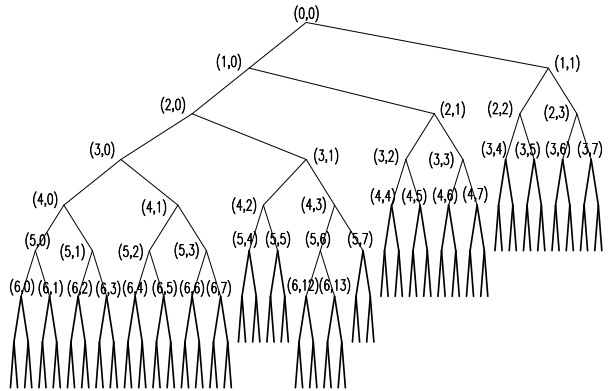 (0,0)
(1,0) (1,1)
(2,0) (2,1) (2,2) (2,3)
(3,0) (3,1) (3,2) (3,3) (3,4) (3,5) (3,6) (3,7)
(4,0) (4,1) (4,2) (4,3) (4,4) (4,5) (4,6) (4,7)
(5,0) (5,1) (5,2) (5,3) (5,4) (5,5) (5,6) (5,7)
(6,0) (6,1) (6,2) (6,3) (6,4) (6,5) (6,6) (6,7) (6,12) (6,13)